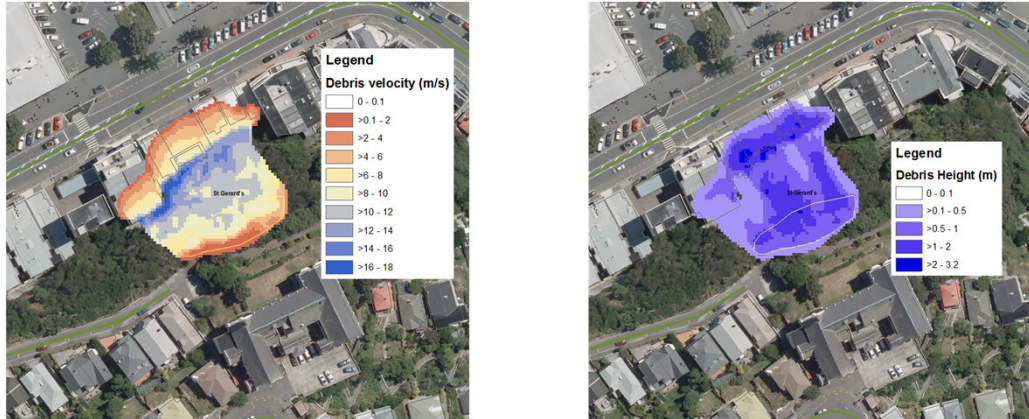 Legend
Debris velocity (m/s)
0 - 0.1
>0.1 - 2
>2 - 4
>4 - 6
>6 - 8
>8 - 10
>10 - 12
>12 - 14
>14 - 16
>16 - 18
St Gerard's
Legend
Debris Height (m)
0 - 0.1
>0.1 - 0.5
>0.5 - 1
>1 - 2
>2 - 3.2
St Gerard's